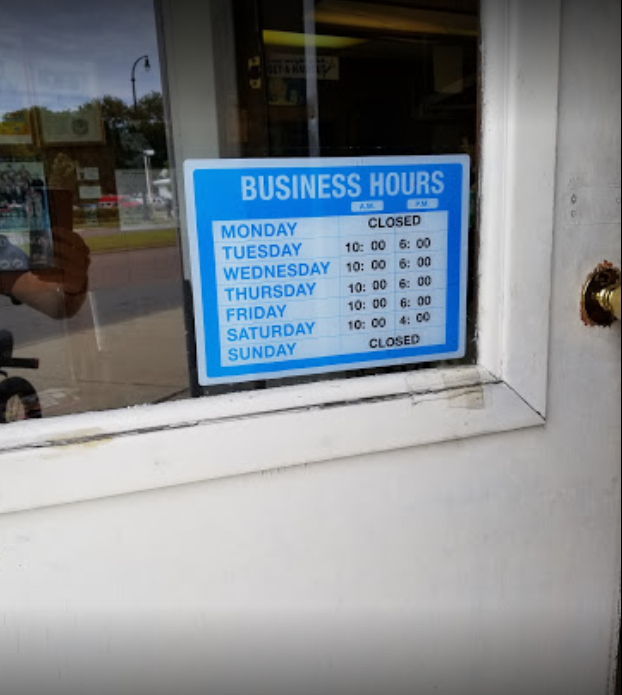 BUSINESS HOURS
A.M. P.M.
MONDAY CLOSED
TUESDAY 10: 00 6: 00
WEDNESDAY 10: 00 6: 00
THURSDAY 10: 00 6: 00
FRIDAY 10: 00 6: 00
SATURDAY 10: 00 4: 00
SUNDAY CLOSED